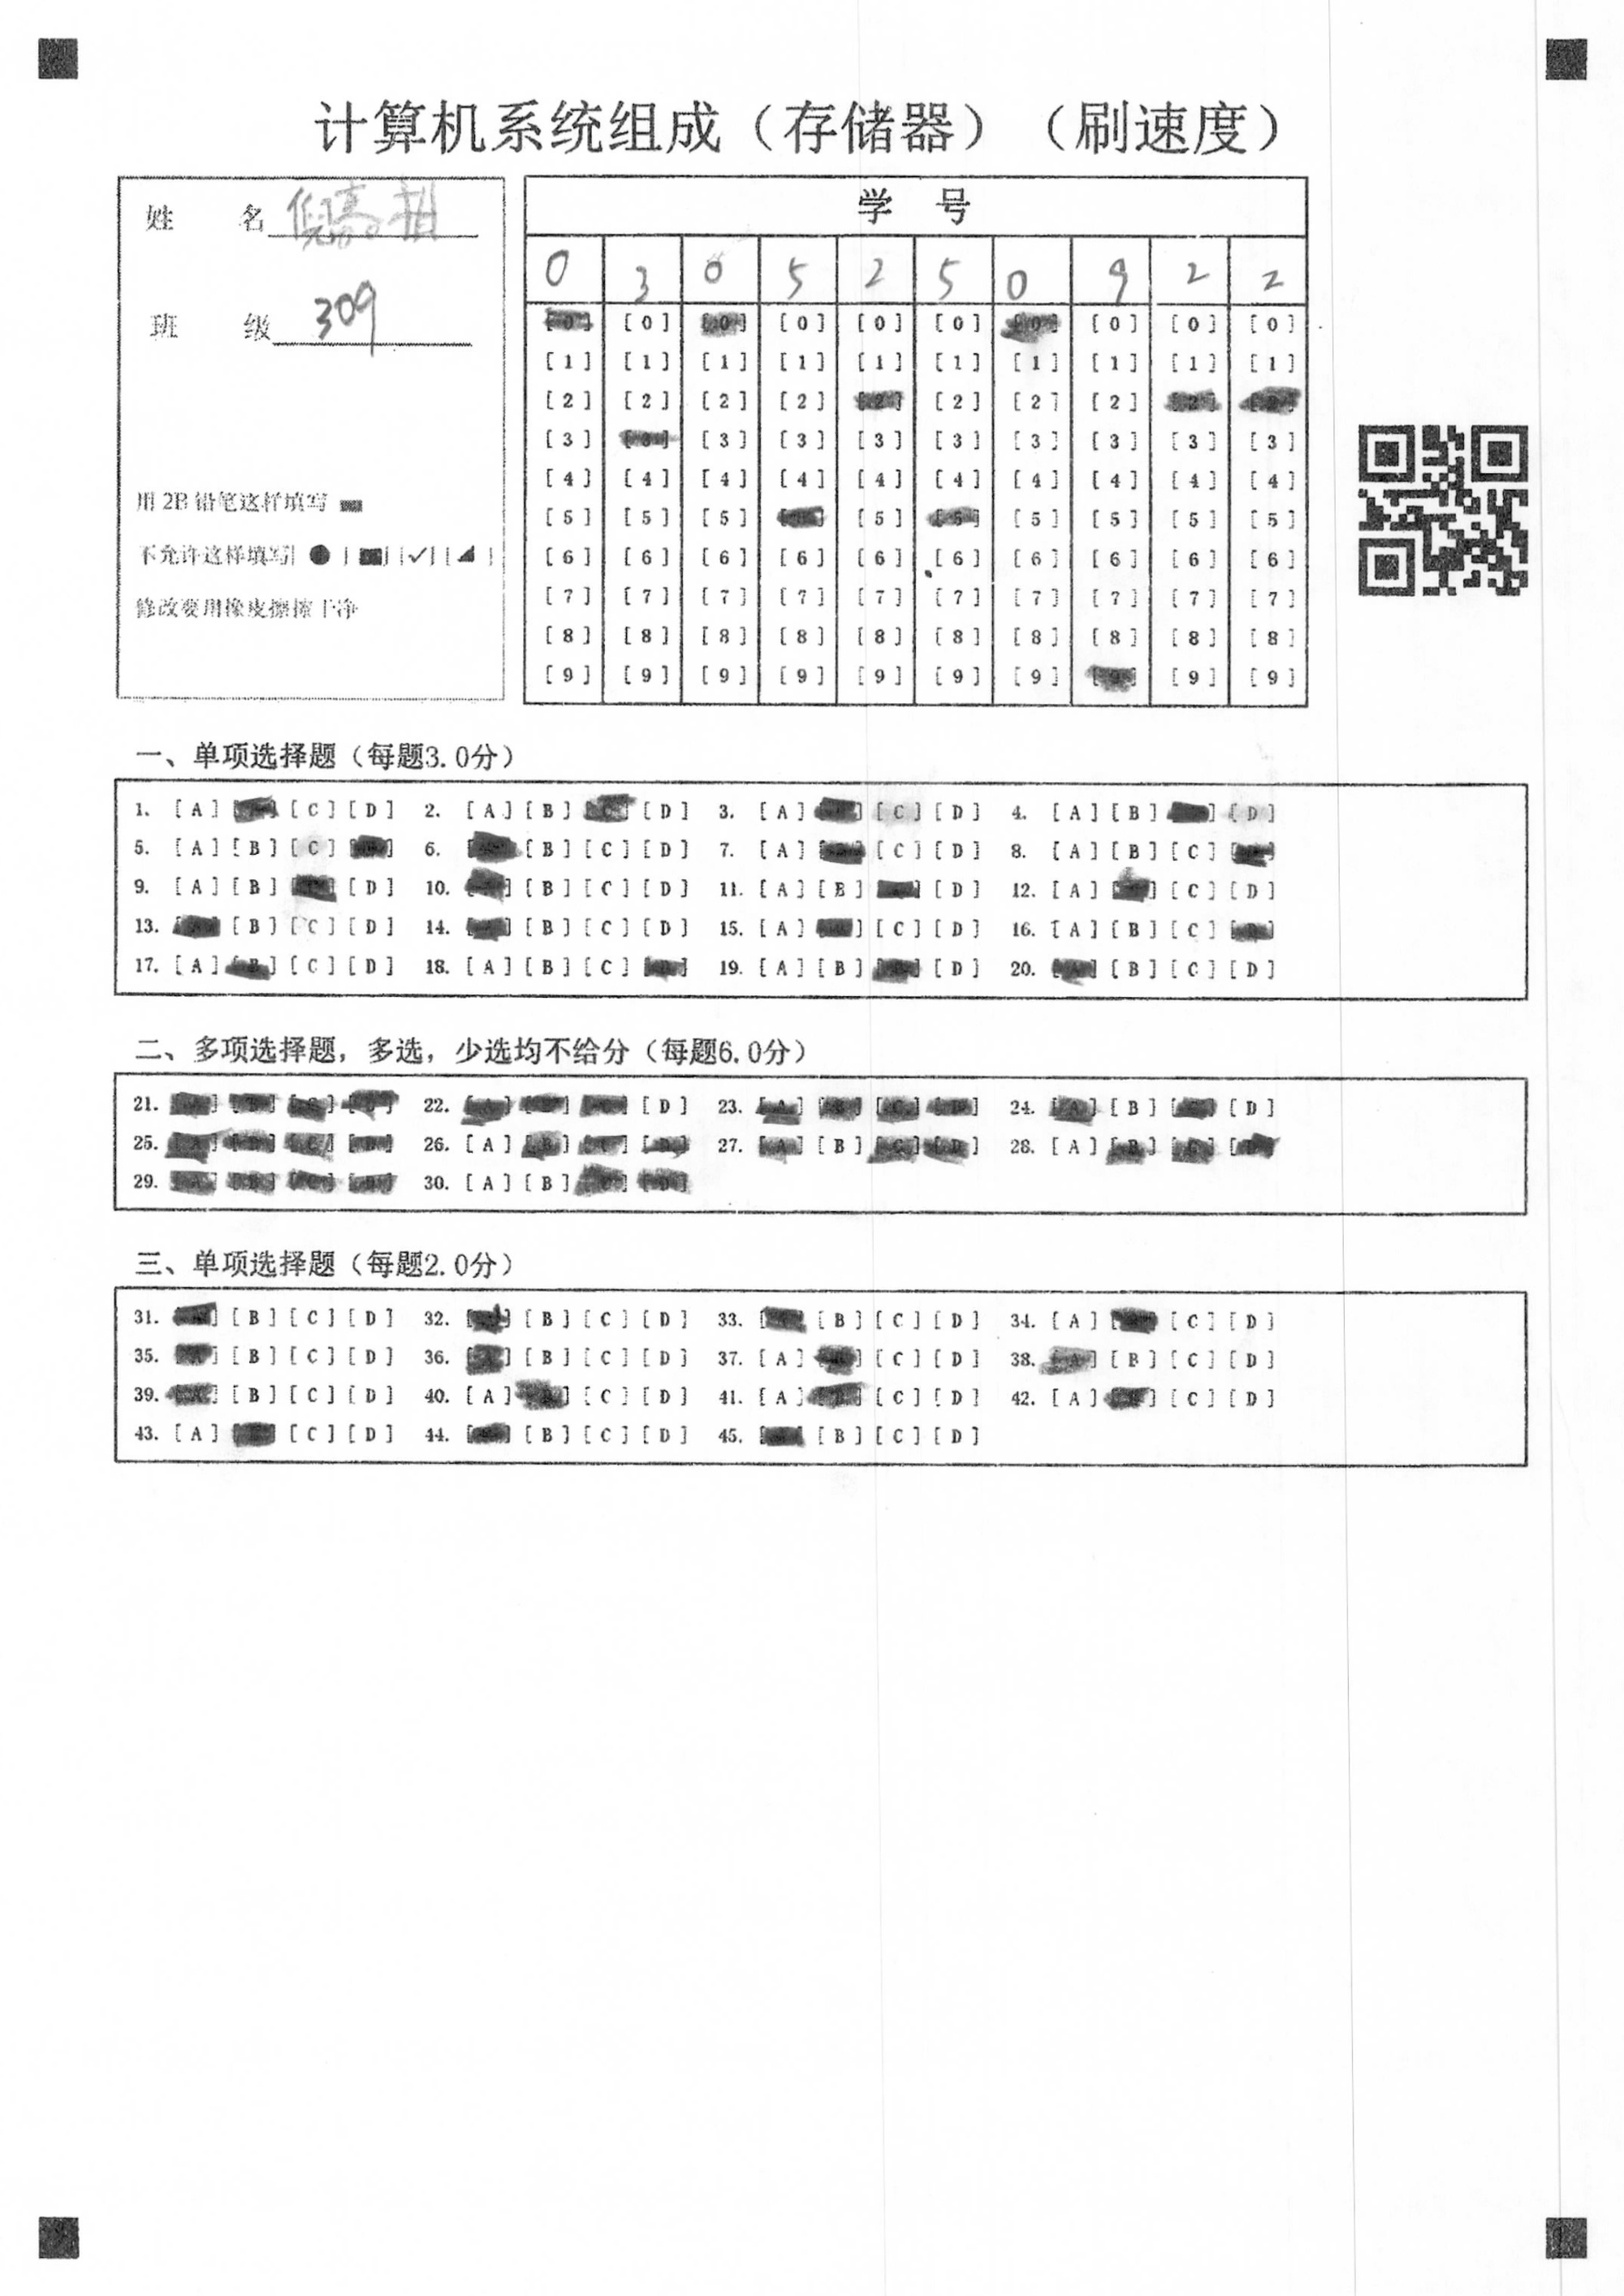 计算机系统组成（存储器）（刷速度）
姓 名
班 级 309
用 2B 铅笔这样填写
不允许这样填写
修改要用橡皮擦擦干净
学 号
0 3 0 5 2 5 0 9 2 2
[0] [0] [0] [0] [0] [0] [0] [0] [0] [0]
[1] [1] [1] [1] [1] [1] [1] [1] [1] [1]
[2] [2] [2] [2] [2] [2] [2] [2] [2] [2]
[3] [3] [3] [3] [3] [3] [3] [3] [3] [3]
[4] [4] [4] [4] [4] [4] [4] [4] [4] [4]
[5] [5] [5] [5] [5] [5] [5] [5] [5] [5]
[6] [6] [6] [6] [6] [6] [6] [6] [6] [6]
[7] [7] [7] [7] [7] [7] [7] [7] [7] [7]
[8] [8] [8] [8] [8] [8] [8] [8] [8] [8]
[9] [9] [9] [9] [9] [9] [9] [9] [9] [9]
一、单项选择题（每题3.0分）
1. [A] [C] [D] 2. [A] [B] [D] 3. [A] [C] [D] 4. [A] [B] [D]
5. [A] [B] [C] 6. [B] [C] [D] 7. [A] [C] [D] 8. [A] [B] [C]
9. [A] [B] [D] 10. [B] [C] [D] 11. [A] [B] [D] 12. [A] [C] [D]
13. [B] [C] [D] 14. [B] [C] [D] 15. [A] [C] [D] 16. [A] [B] [C]
17. [A] [B] [C] [D] 18. [A] [B] [C] 19. [A] [B] [D] 20. [A] [B] [C] [D]
二、多项选择题，多选，少选均不给分（每题6.0分）
21. 22. [D] 23. [A] [C] 24. [A] [B] [D]
25. [A] [C] 26. [A] [B] 27. [A] [B] [C] 28. [A] [B]
29. [A] [B] [C] 30. [A] [B]
三、单项选择题（每题2.0分）
31. [B] [C] [D] 32. [B] [C] [D] 33. [B] [C] [D] 34. [A] [C] [D]
35. [B] [C] [D] 36. [B] [C] [D] 37. [A] [C] [D] 38. [A] [B] [C] [D]
39. [A] [B] [C] [D] 40. [A] [C] [D] 41. [A] [C] [D] 42. [A] [C] [D]
43. [A] [C] [D] 44. [B] [C] [D] 45. [B] [C] [D]